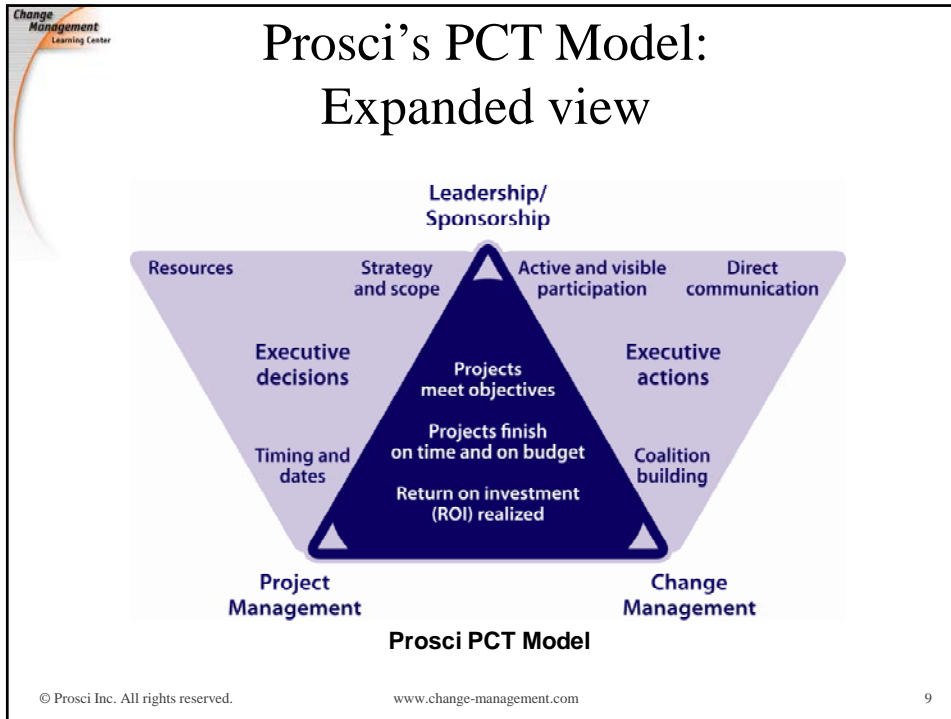 Change
Management
Learning Center
Prosci’s PCT Model:
Expanded view
Leadership/
Sponsorship
Resources
Strategy
and scope
Active and visible
participation
Direct
communication
Executive
decisions
Executive
actions
Projects
meet objectives
Projects finish
on time and on budget
Return on investment
(ROI) realized
Timing and
dates
Coalition
building
Project
Management
Change
Management
Prosci PCT Model
© Prosci Inc. All rights reserved.
www.change-management.com
9